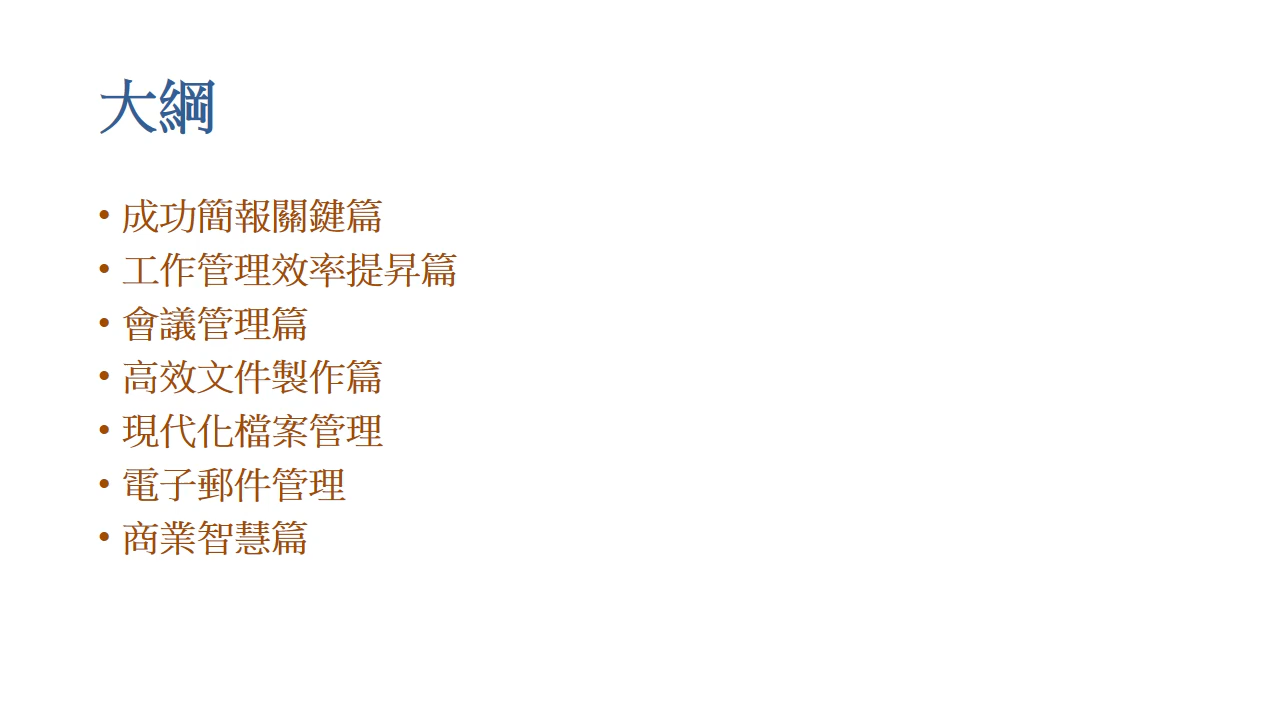 大綱
• 成功簡報關鍵篇
• 工作管理效率提昇篇
• 會議管理篇
• 高效文件製作篇
• 現代化檔案管理
• 電子郵件管理
• 商業智慧篇